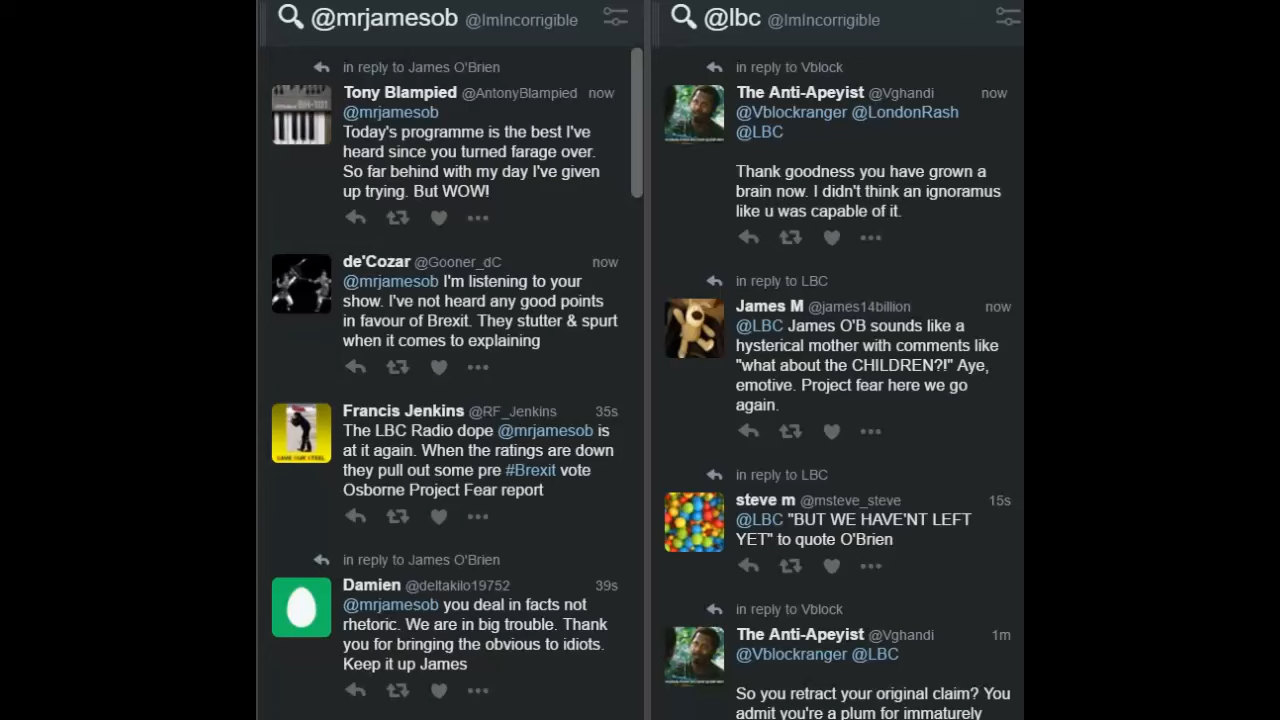 @mrjamesob @ImIncorrigible
in reply to James O'Brien
Tony Blampied @AntonyBlampied now
@mrjamesob
Today's programme is the best I've
heard since you turned farage over.
So far behind with my day I've given
up trying. But WOW!
de'Cozar @Gooner_dC now
@mrjamesob I'm listening to your
show. I've not heard any good points
in favour of Brexit. They stutter & spurt
when it comes to explaining
Francis Jenkins @RF_Jenkins 35s
The LBC Radio dope @mrjamesob is
at it again. When the ratings are down
they pull out some pre #Brexit vote
Osborne Project Fear report
in reply to James O'Brien
Damien @deltakilo19752 39s
@mrjamesob you deal in facts not
rhetoric. We are in big trouble. Thank
you for bringing the obvious to idiots.
Keep it up James
@lbc @ImIncorrigible
in reply to Vblock
The Anti-Apeyist @Vghandi now
@Vblockranger @LondonRash
@LBC
Thank goodness you have grown a
brain now. I didn't think an ignoramus
like u was capable of it.
in reply to LBC
James M @james14billion now
@LBC James O'B sounds like a
hysterical mother with comments like
"what about the CHILDREN?!" Aye,
emotive. Project fear here we go
again.
in reply to LBC
steve m @msteve_steve 15s
@LBC "BUT WE HAVE'NT LEFT
YET" to quote O'Brien
in reply to Vblock
The Anti-Apeyist @Vghandi 1m
@Vblockranger @LBC
So you retract your original claim? You
admit you're a plum for immaturely